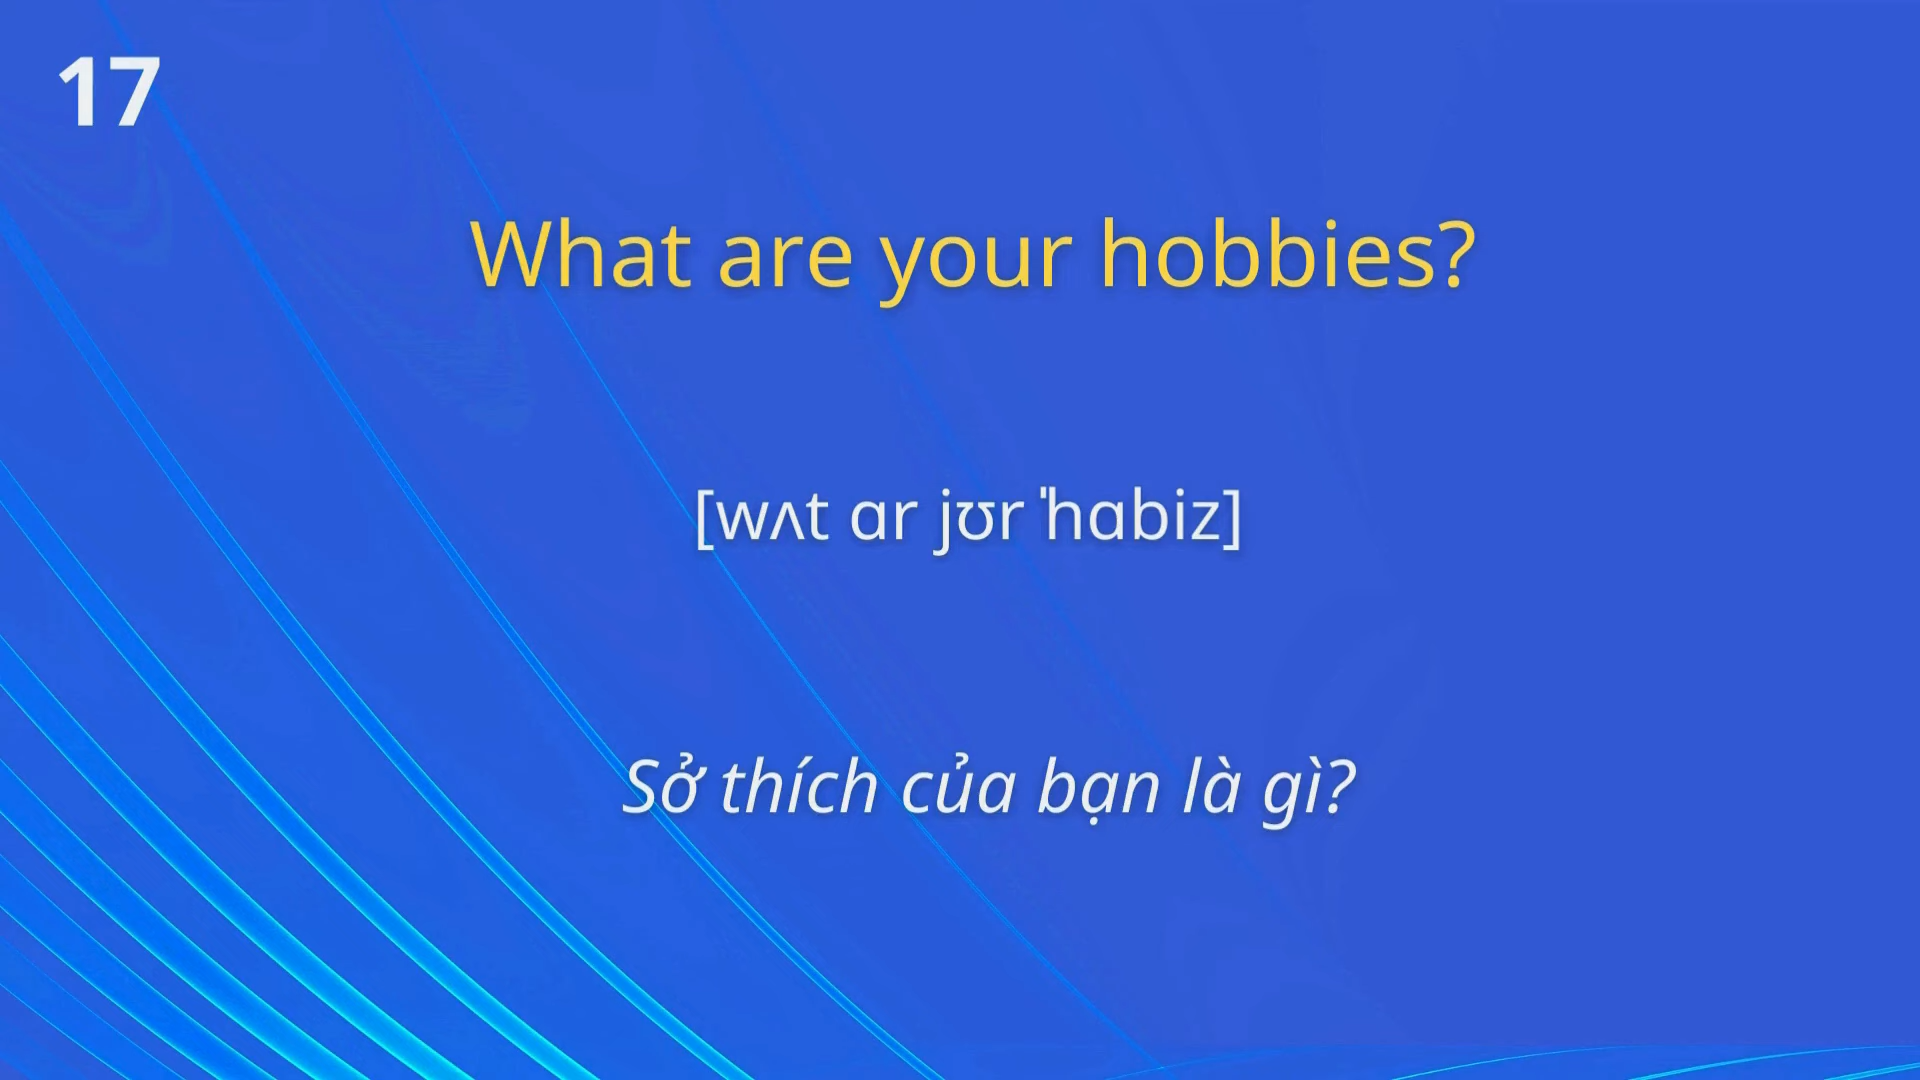 17
What are your hobbies?
[wʌt ɑr jʊr ˈhɑbiz]
Sở thích của bạn là gì?